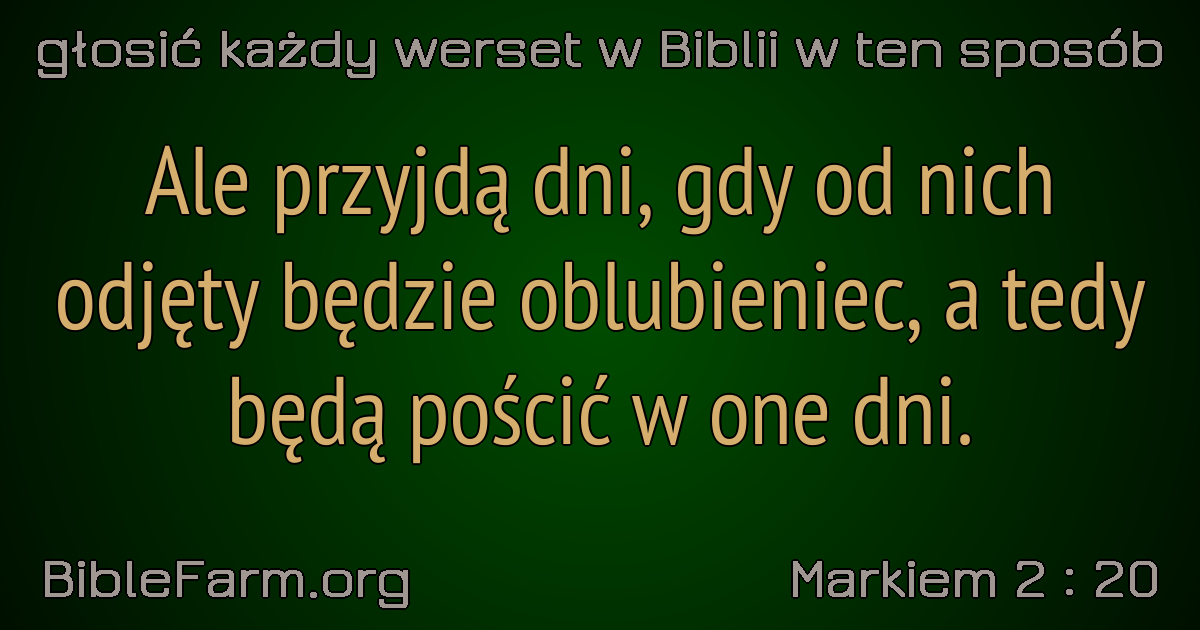 głosić każdy werset w Biblii w ten sposób
Ale przyjdą dni, gdy od nich
odjęty będzie oblubieniec, a tedy
będą pościć w one dni.
BibleFarm.org
Markiem 2 : 20